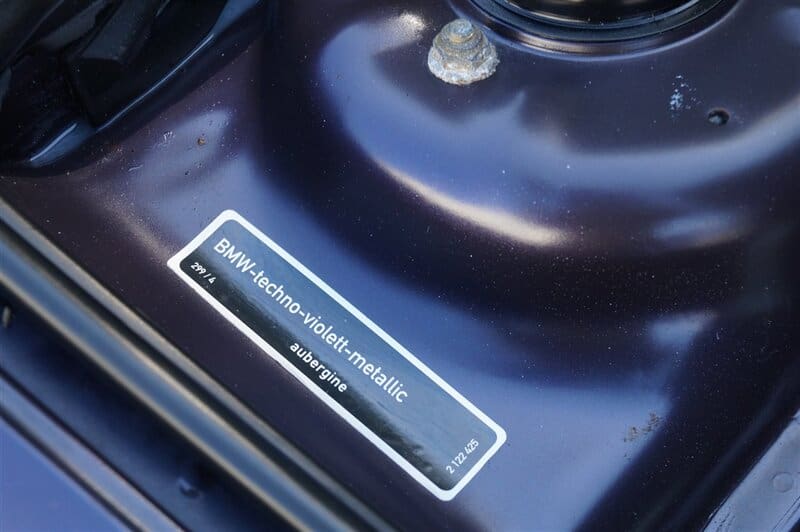 BMW-techno-violett-metallic
299/4
aubergine
2 122 425